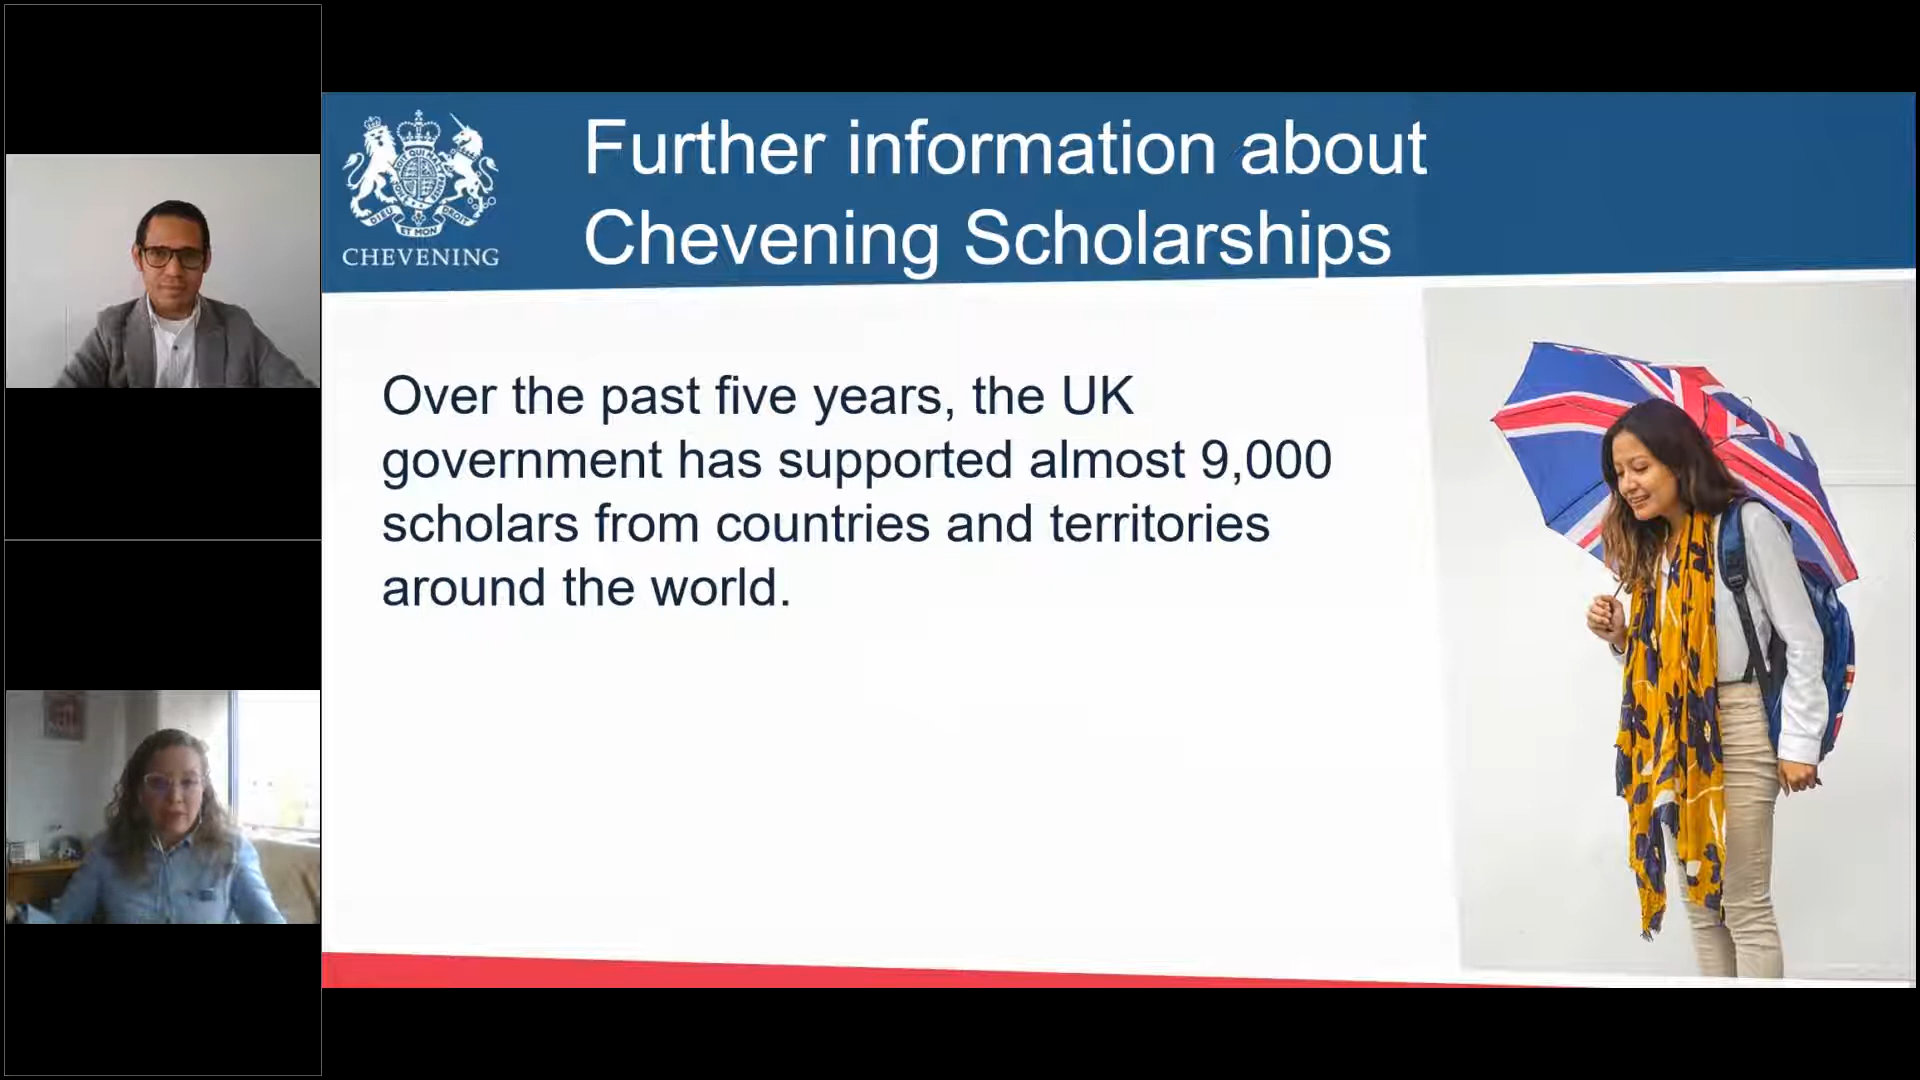 CHEVENING
Further information about
Chevening Scholarships
Over the past five years, the UK
government has supported almost 9,000
scholars from countries and territories
around the world.